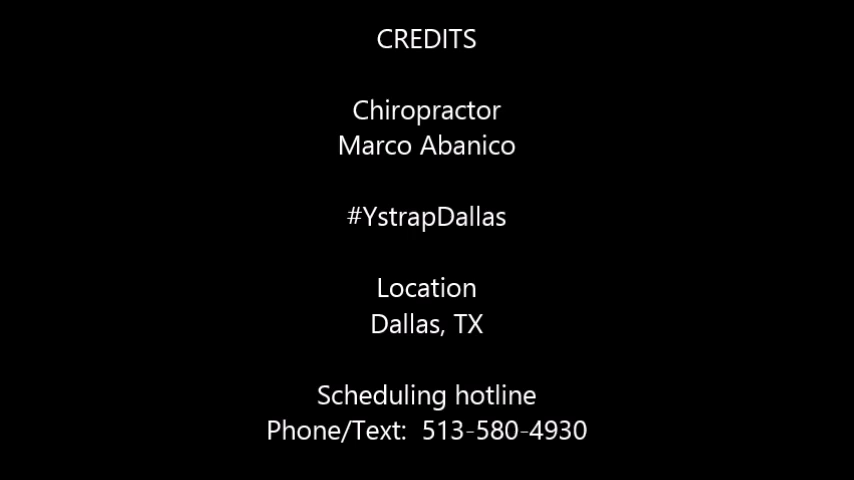 CREDITS
Chiropractor
Marco Abanico
#YstrapDallas
Location
Dallas, TX
Scheduling hotline
Phone/Text:  513-580-4930